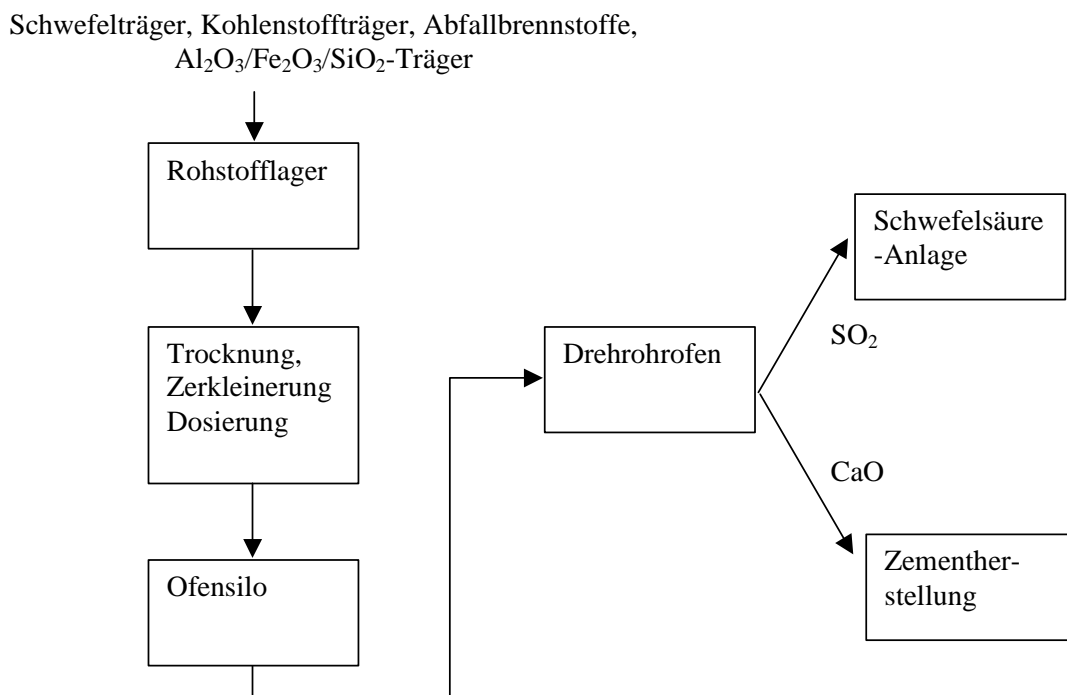 Schwefelträger, Kohlenstoffträger, Abfallbrennstoffe,
Al₂O₃/Fe₂O₃/SiO₂-Träger
Rohstofflager
Trocknung,
Zerkleinerung
Dosierung
Ofensilo
Drehrohrofen
Schwefelsäure
-Anlage
SO₂
CaO
Zementher-
stellung